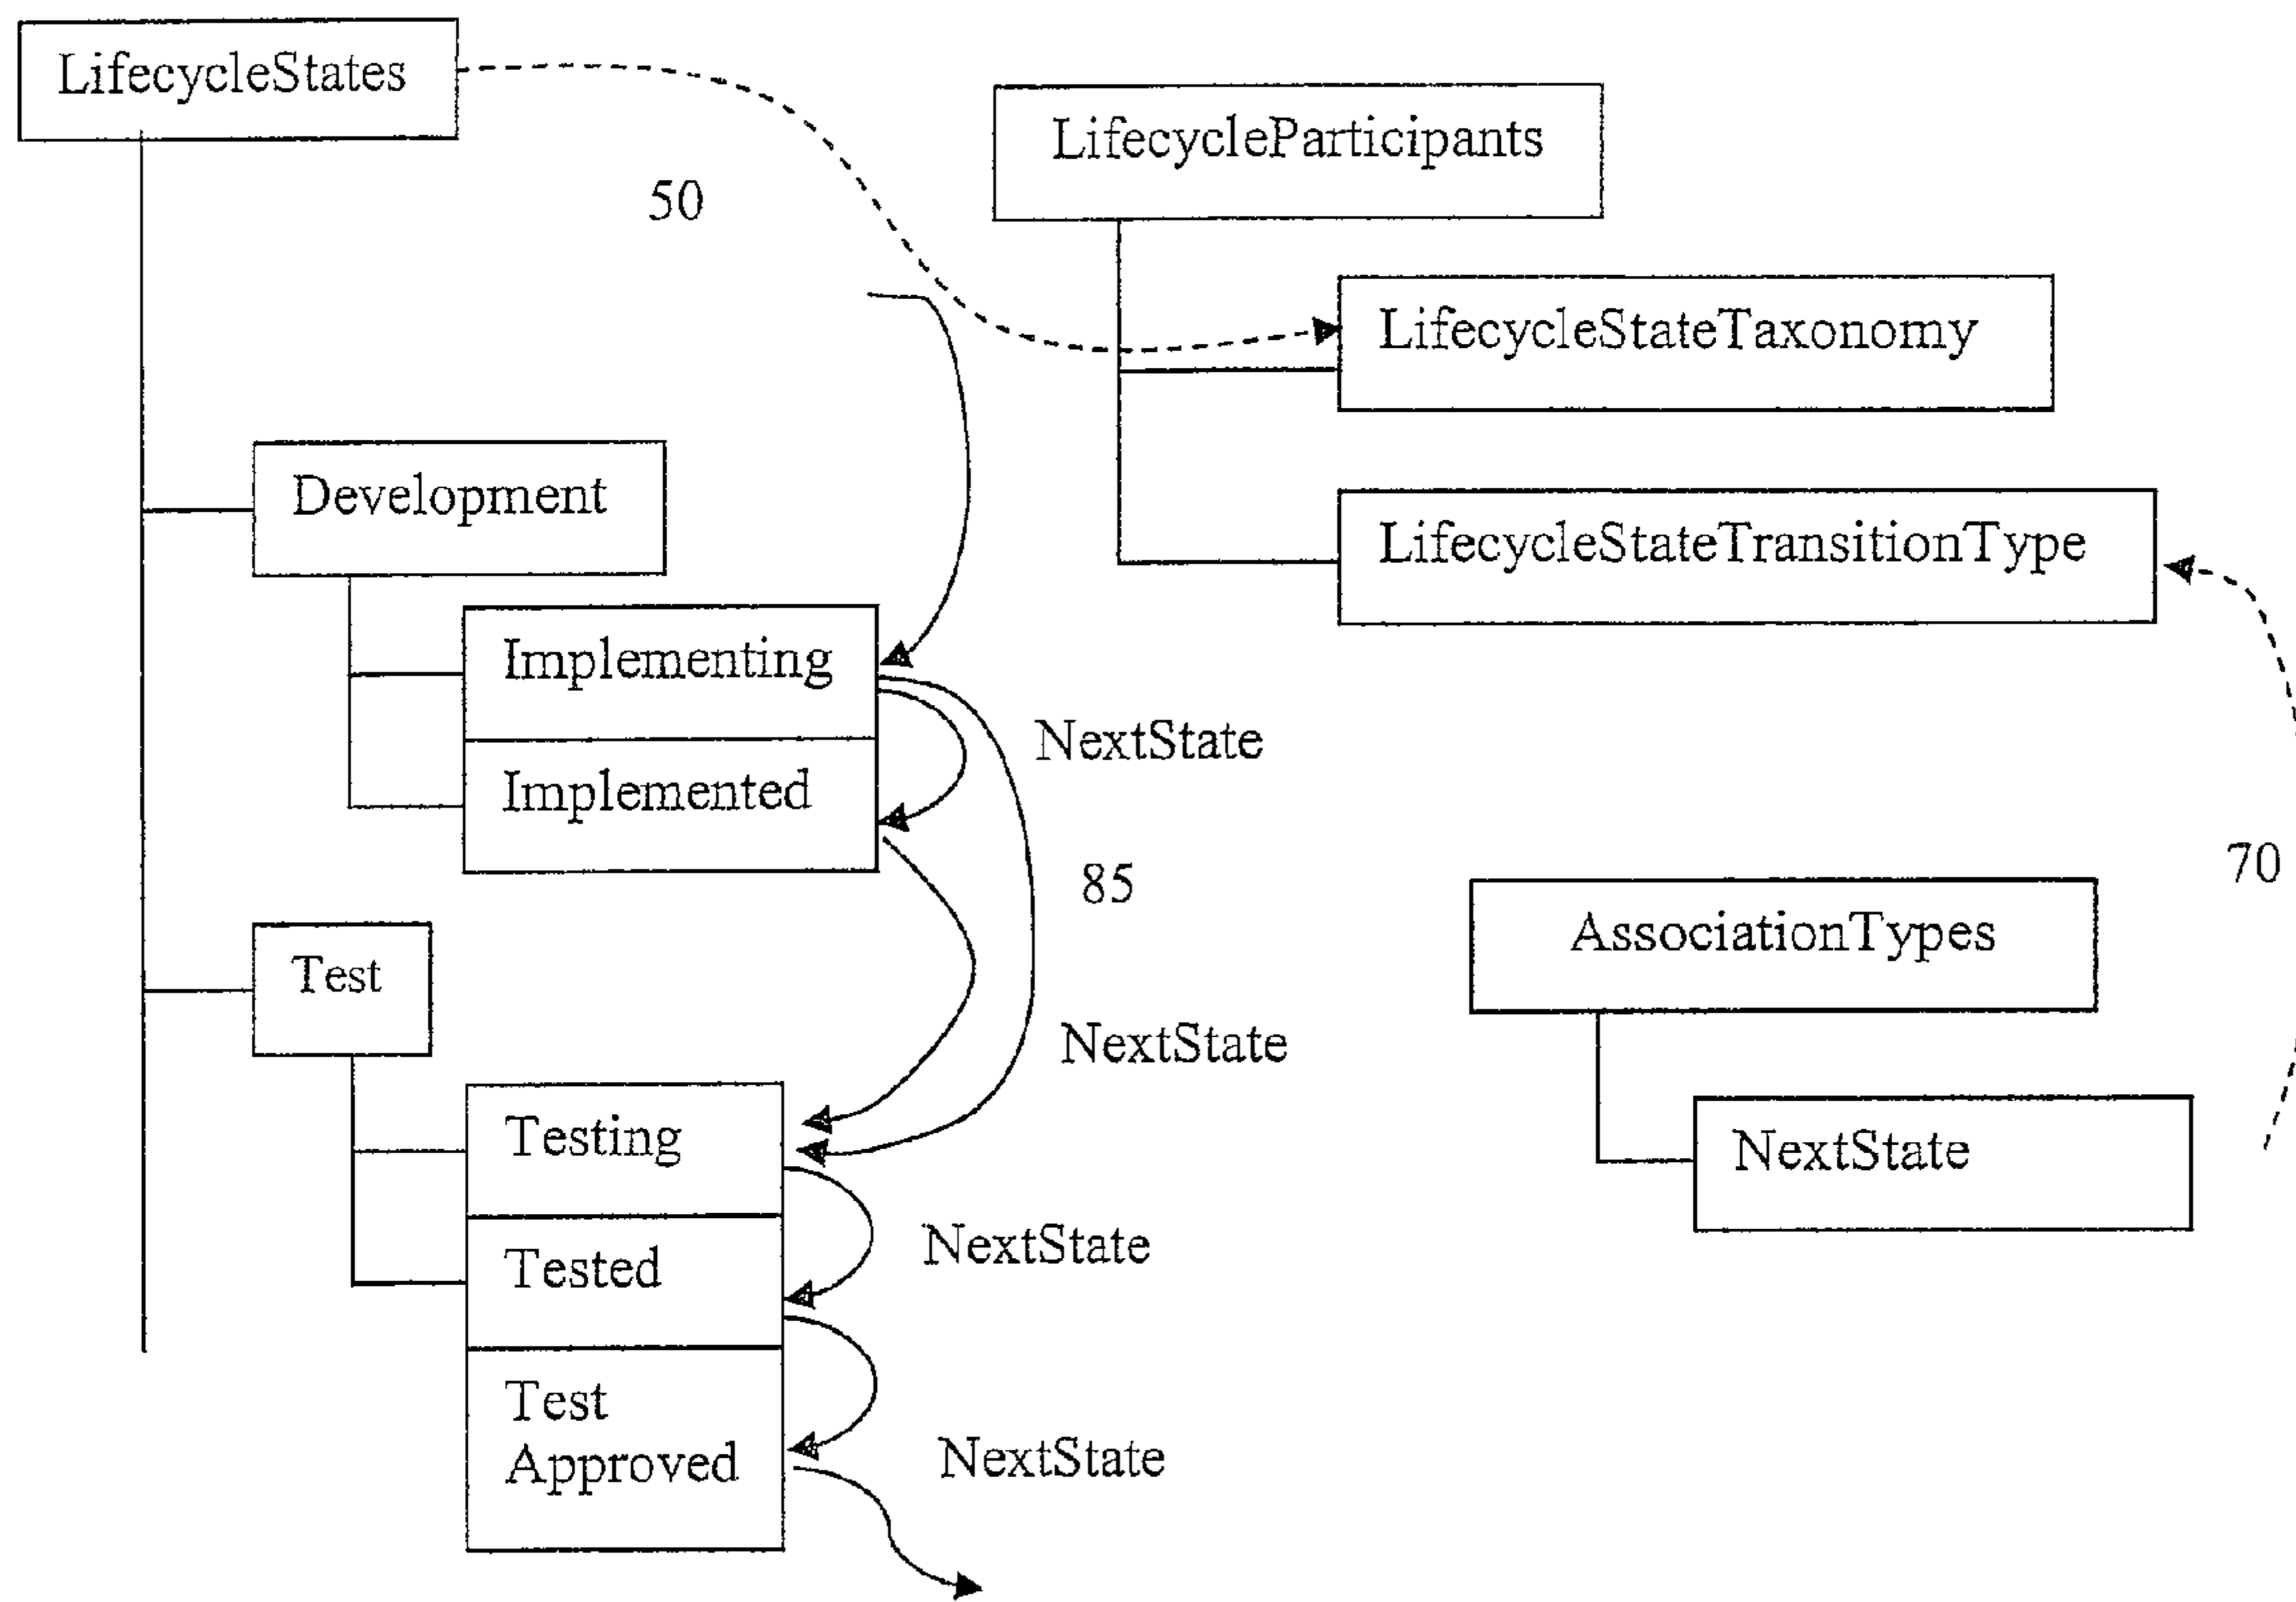 LifecycleStates
LifecycleParticipants
50
LifecycleStateTaxonomy
Development
LifecycleStateTransitionType
Implementing
NextState
Implemented
85
70
AssociationTypes
Test
NextState
Testing
NextState
NextState
Tested
Test
Approved
NextState